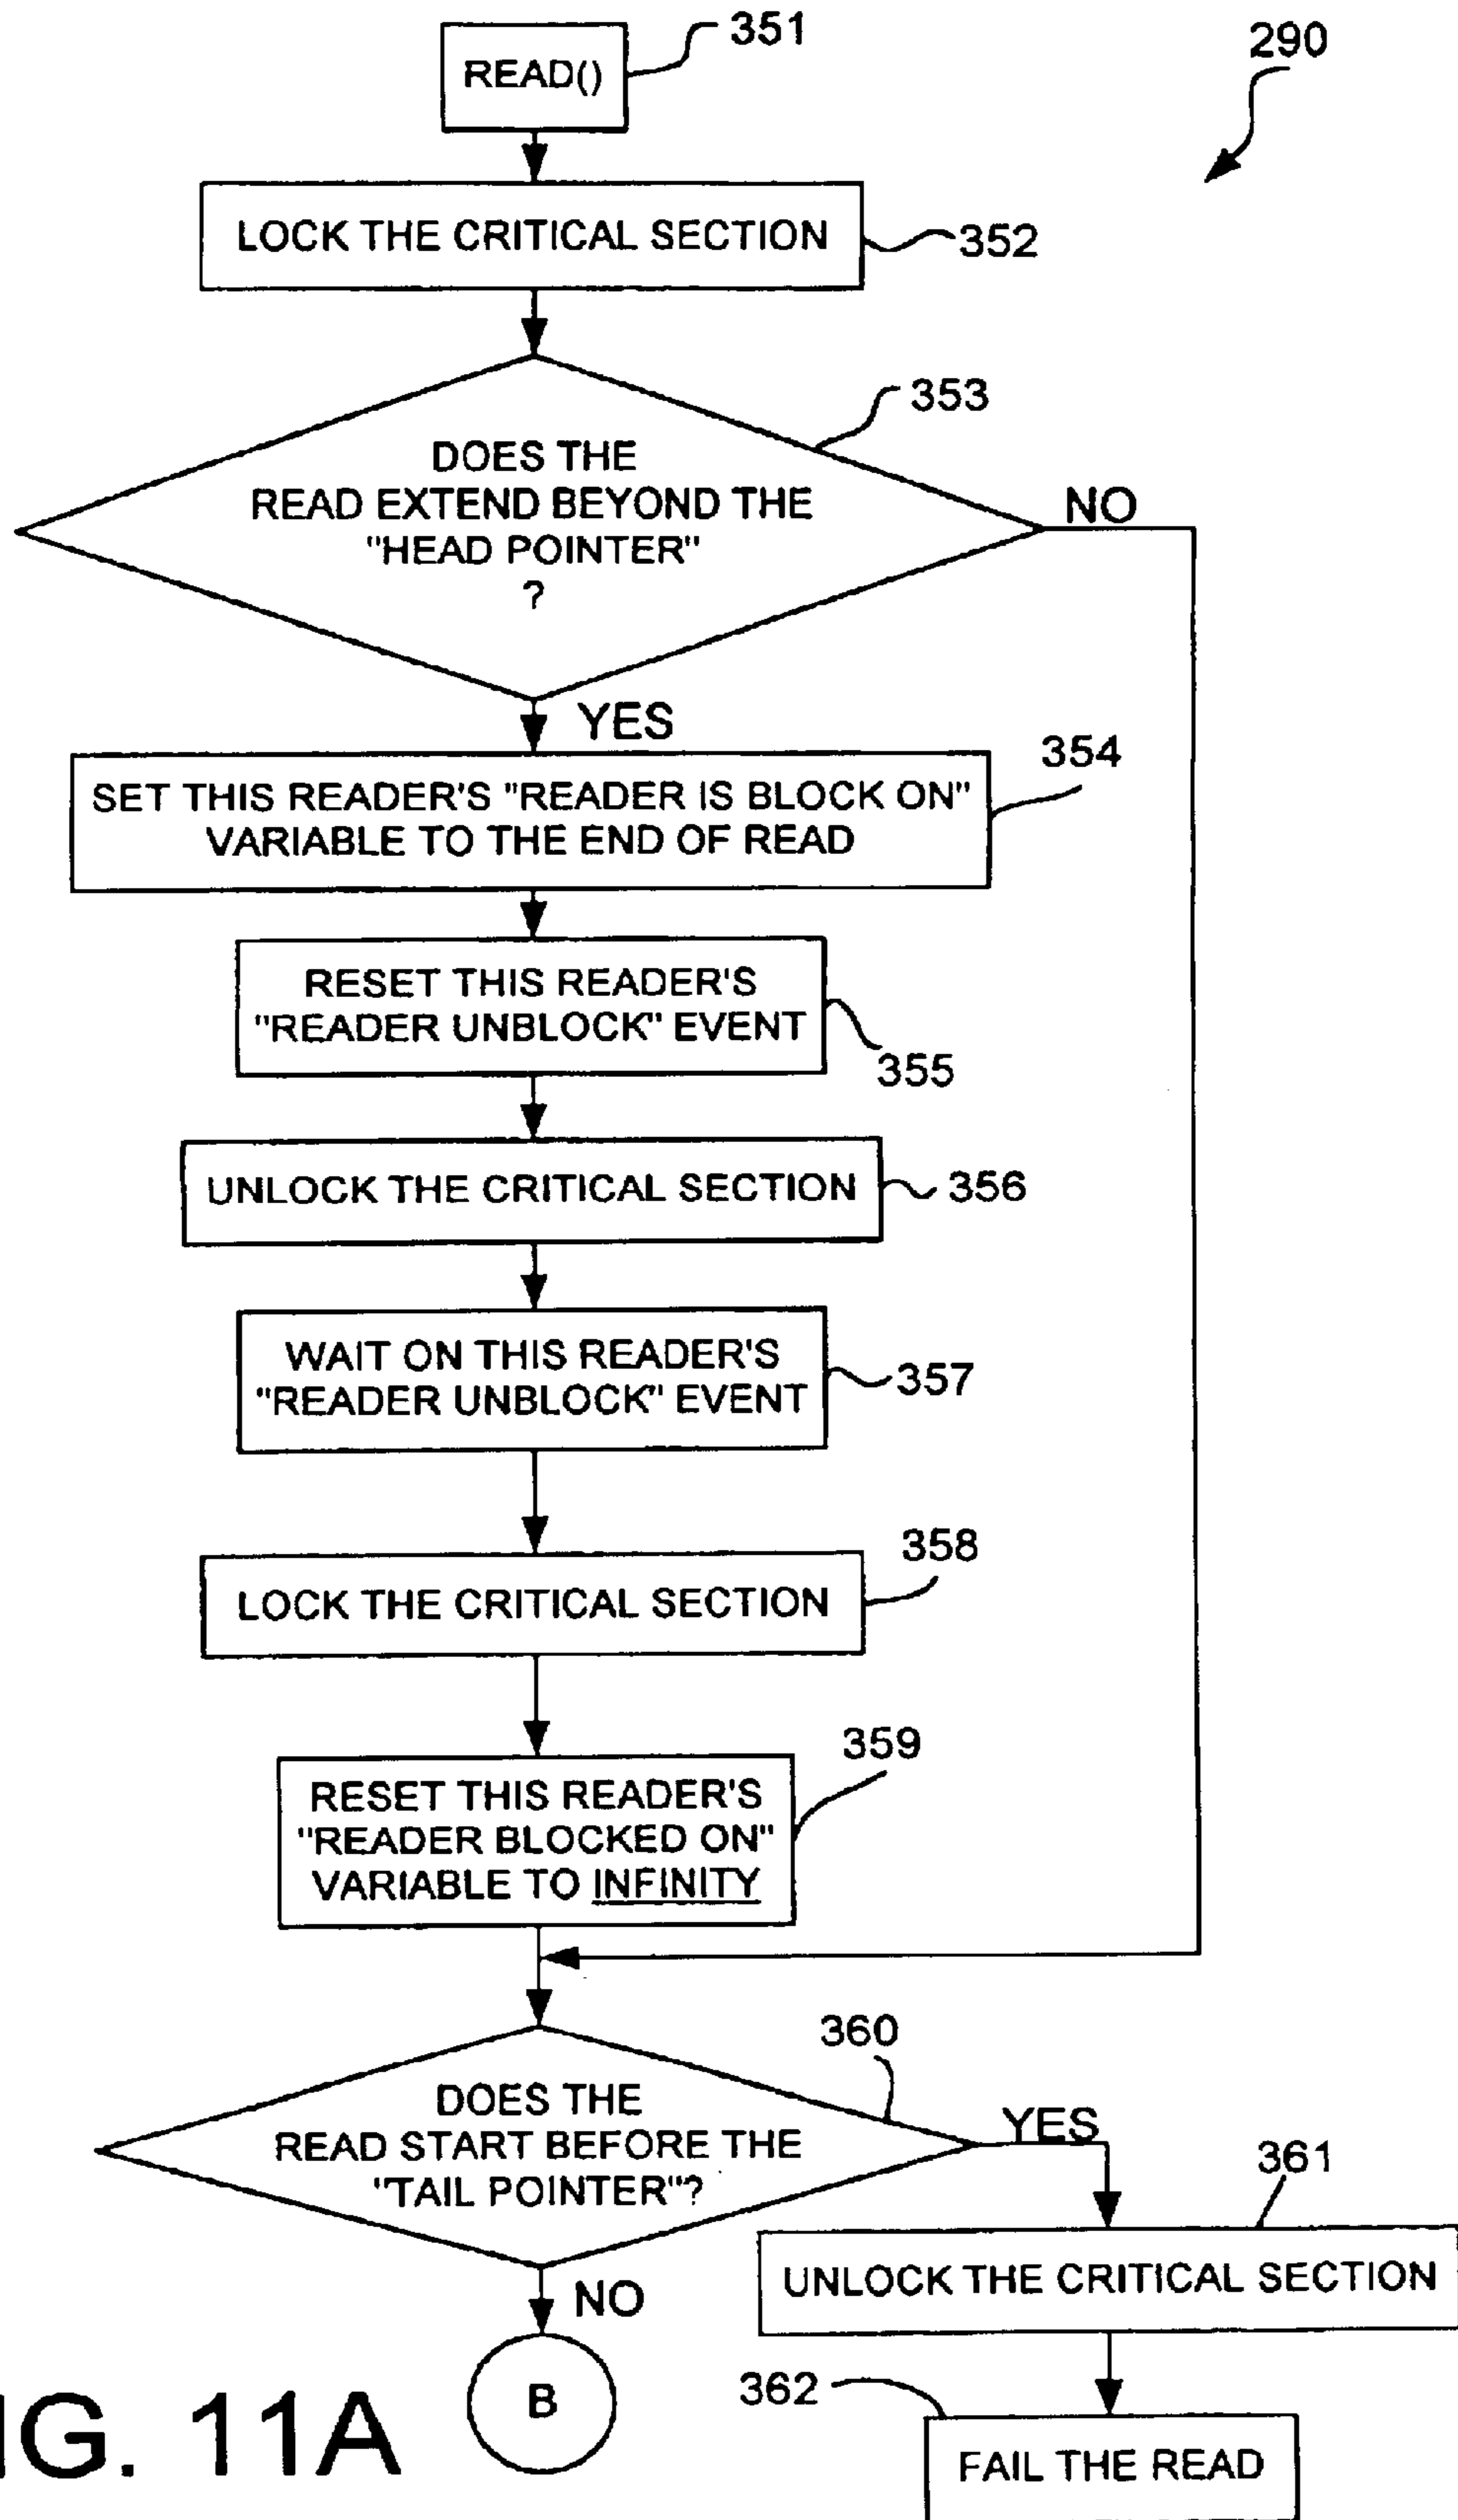 READ()
351
290
LOCK THE CRITICAL SECTION
352
353
DOES THE
READ EXTEND BEYOND THE
"HEAD POINTER"
?
NO
YES
354
SET THIS READER'S "READER IS BLOCK ON"
VARIABLE TO THE END OF READ
RESET THIS READER'S
"READER UNBLOCK" EVENT
355
UNLOCK THE CRITICAL SECTION
356
WAIT ON THIS READER'S
"READER UNBLOCK" EVENT
357
358
LOCK THE CRITICAL SECTION
359
RESET THIS READER'S
"READER BLOCKED ON"
VARIABLE TO INFINITY
360
DOES THE
READ START BEFORE THE
"TAIL POINTER"?
YES
361
UNLOCK THE CRITICAL SECTION
NO
B
362
FAIL THE READ
G. 11A